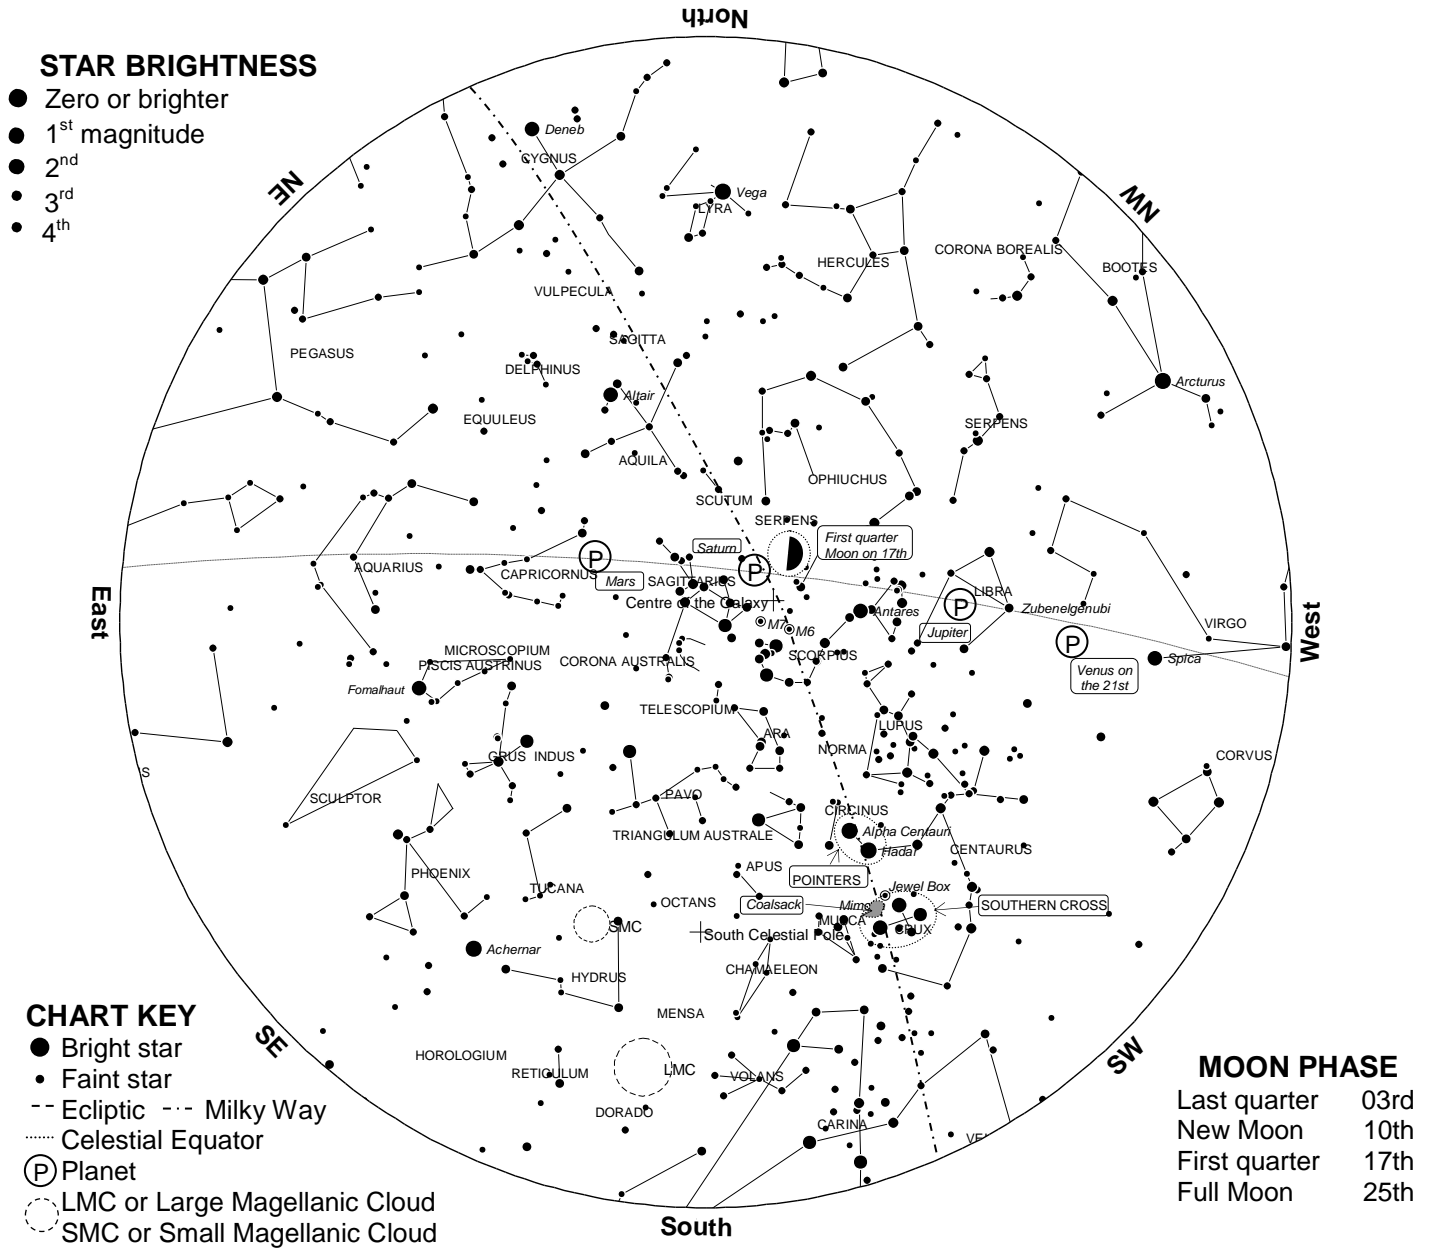 North
STAR BRIGHTNESS
Zero or brighter
1st magnitude
2nd
3rd
4th
NE
NW
Deneb
CYGNUS
Vega
LYRA
HERCULES
CORONA BOREALIS
BOOTES
VULPECULA
SAGITTA
PEGASUS
DELPHINUS
Altair
Arcturus
EQUULEUS
SERPENS
AQUILA
OPHIUCHUS
SCUTUM
SERPENS
First quarter
Moon on 17th
Saturn
AQUARIUS
CAPRICORNUS
P
Mars
P
SAGITTARIUS
LIBRA
Centre of the Galaxy
Antares
P
Zubenelgenubi
East
M7
M6
Jupiter
P
VIRGO
West
MICROSCOPIUM
PISCIS AUSTRINUS
CORONA AUSTRALIS
SCORPIUS
Venus on
the 21st
Spica
Fomalhaut
TELESCOPIUM
ARA
NORMA
LUPUS
GRUS
INDUS
CORVUS
S
SCULPTOR
PAVO
CIRCINUS
TRIANGULUM AUSTRALE
Alpha Centauri
Hadar
CENTAURUS
PHOENIX
APUS
POINTERS
TUCANA
Jewel Box
OCTANS
Coalsack
Mimosa
SOUTHERN CROSS
SMC
MUSCA
CRUX
South Celestial Pole
Achernar
HYDRUS
CHAMAELEON
MENSA
CHART KEY
Bright star
Faint star
Ecliptic
Milky Way
Celestial Equator
P
Planet
LMC or Large Magellanic Cloud
SMC or Small Magellanic Cloud
SE
SW
HOROLOGIUM
RETICULUM
LMC
VOLANS
DORADO
CARINA
VE
South
MOON PHASE
Last quarter 03rd
New Moon 10th
First quarter 17th
Full Moon 25th